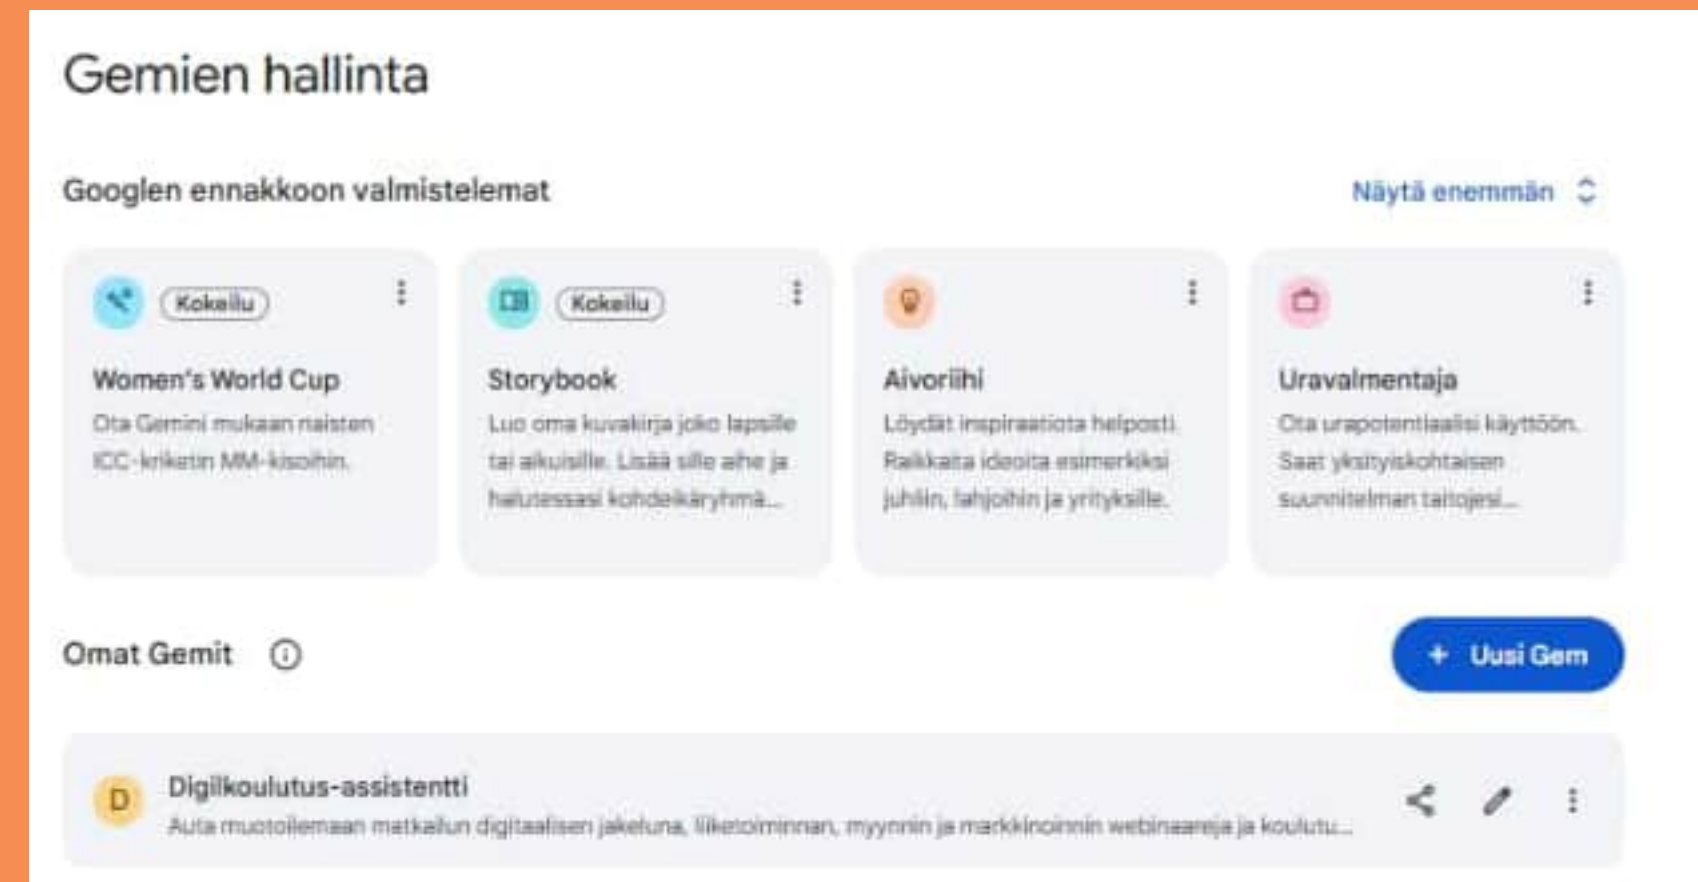 Gemien hallinta
Googlen ennakkoon valmistelemat
Näytä enemmän
Kokeilu
Women's World Cup
Ota Gemini mukaan naisten
ICC-kriketin MM-kisoihin.
Kokeilu
Storybook
Luo oma kuvakirja joko lapsille
tai aikuisille. Lisää sille aihe ja
halutessasi kohdeikäryhmä...
Aivoriihi
Löydät inspiraatiota helposti.
Raikkaita ideoita esimerkiksi
juhliin, lahjoihin ja yrityksille.
Uravalmentaja
Ota urapotentiaalisi käyttöön.
Saat yksityiskohtaisen
suunnitelman taitojesi...
Omat Gemit
+ Uusi Gem
D
Digilkoulutus-assistentti
Auta muotoilemaan matkailun digitaalisen jakeluna, liiketoiminnan, myynnin ja markkinoinnin webinaareja ja koulutu...